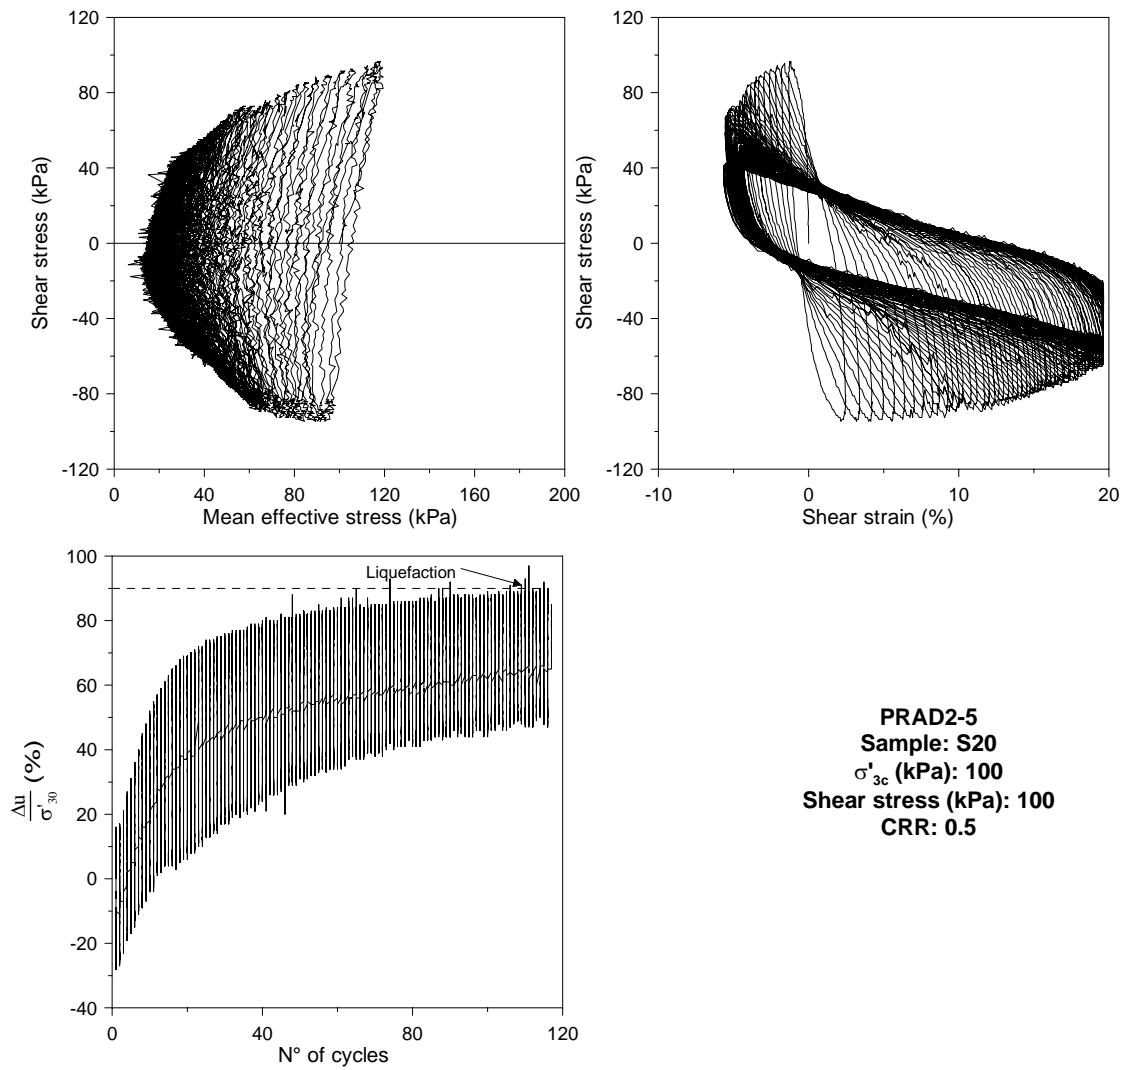 120
80
40
0
-40
-80
-120
Shear stress (kPa)
0 40 80 120 160 200
Mean effective stress (kPa)
120
80
40
0
-40
-80
-120
Shear stress (kPa)
-10 0 10 20
Shear strain (%)
100
80
60
40
20
0
-20
-40
Δu/σ'30 (%)
Liquefaction
0 40 80 120
N° of cycles
PRAD2-5
Sample: S20
σ'3c (kPa): 100
Shear stress (kPa): 100
CRR: 0.5